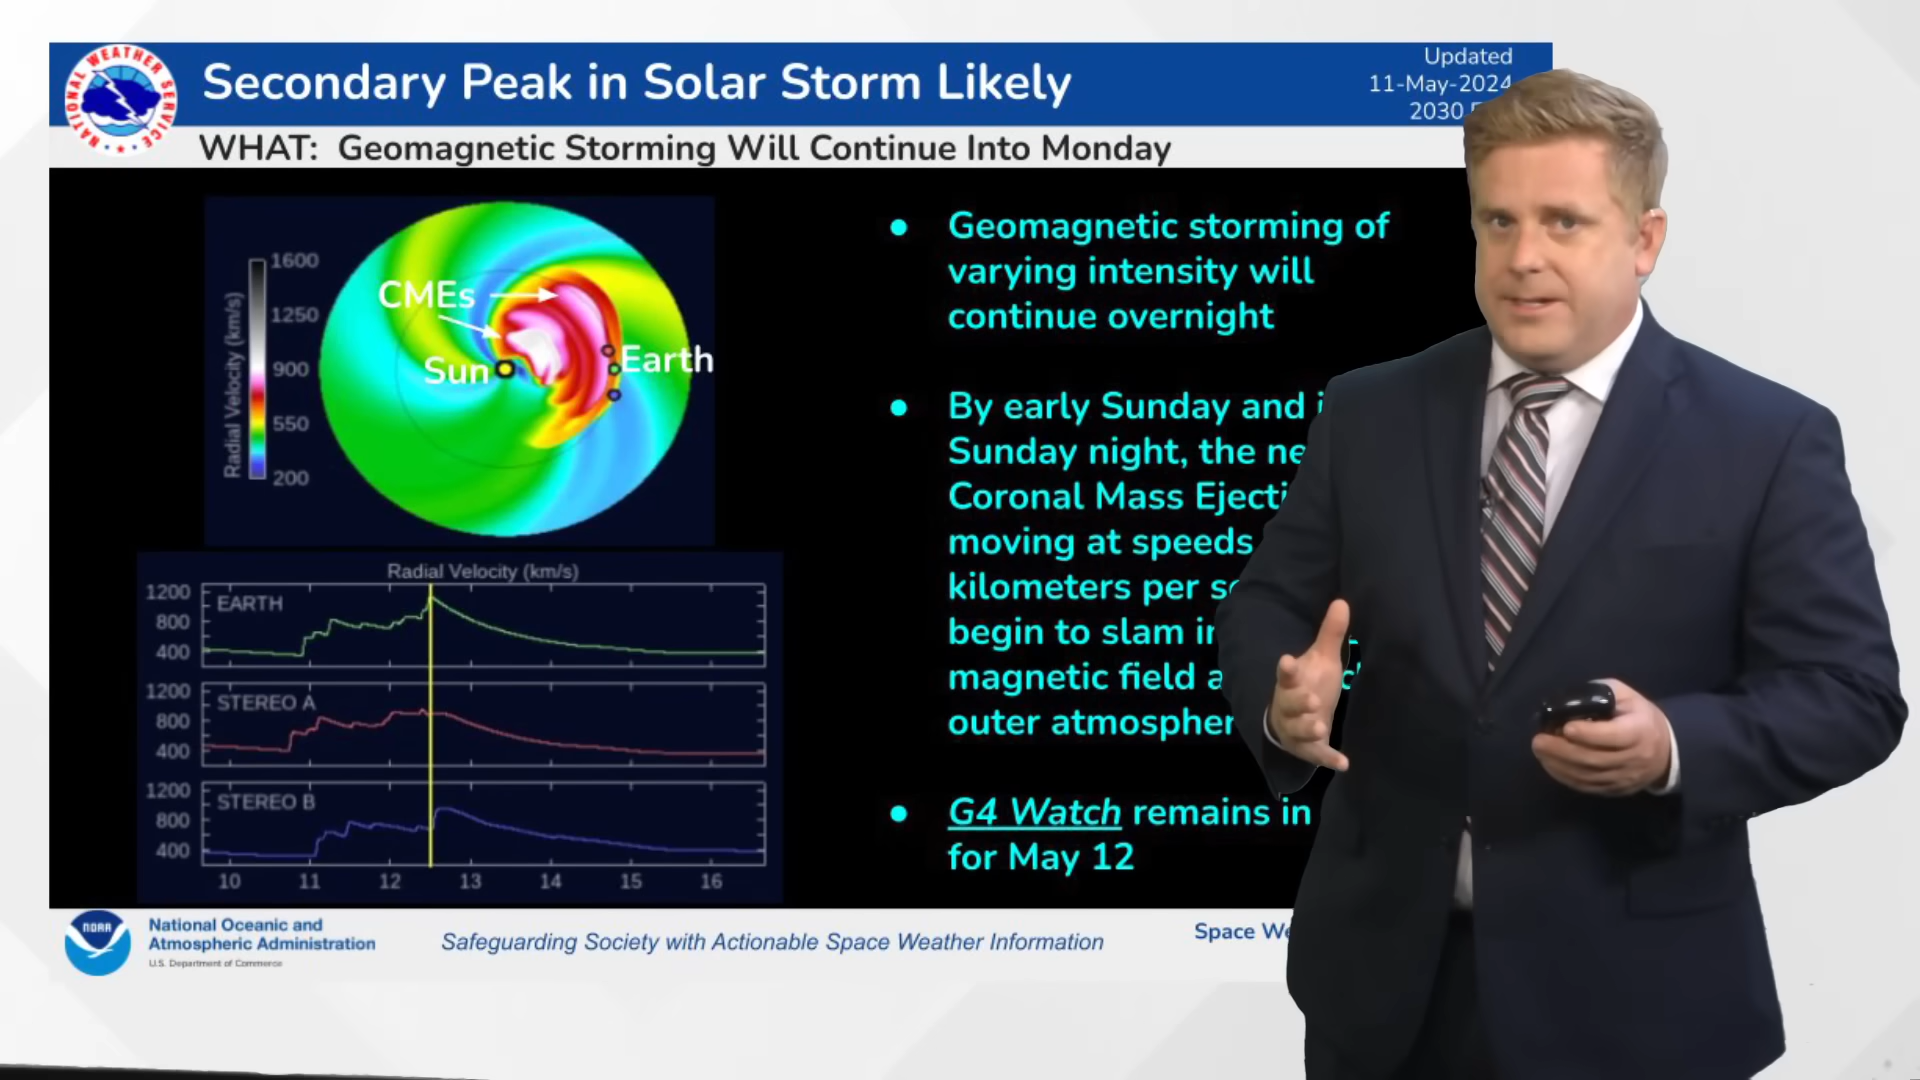 NATIONAL WEATHER SERVICE
Secondary Peak in Solar Storm Likely
Updated
11-May-2024
2030
WHAT: Geomagnetic Storming Will Continue Into Monday
1600
1250
900
550
200
Radial Velocity (km/s)
CMEs
Sun
Earth
Radial Velocity (km/s)
1200
800
400
EARTH
1200
800
400
STEREO A
1200
800
400
STEREO B
10 11 12 13 14 15 16
● Geomagnetic storming of
varying intensity will
continue overnight
● By early Sunday and
Sunday night, the
Coronal Mass
moving at speeds
kilometers per
begin to slam
magnetic field
outer
● G4 Watch remains in
for May 12
NOAA
National Oceanic and
Atmospheric Administration
U.S. Department of Commerce
Safeguarding Society with Actionable Space Weather Information
Space